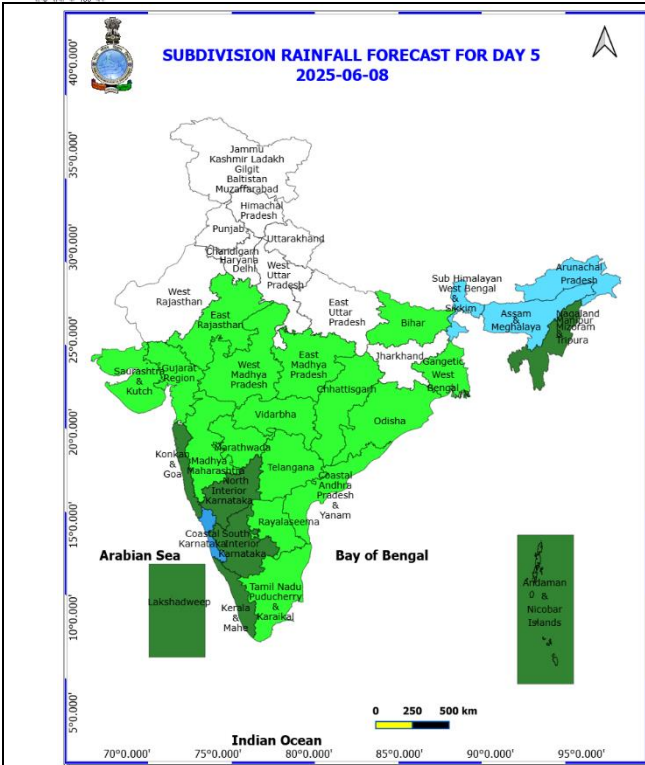 SUBDIVISION RAINFALL FORECAST FOR DAY 5
2025-06-08
40°0.000'
35°0.000'
30°0.000'
25°0.000'
20°0.000'
15°0.000'
10°0.000'
5°0.000'
Jammu
Kashmir Ladakh
Gilgit
Baltistan
Muzaffarabad
Himachal
Pradesh
Punjab
Uttarakhand
Chandigarh
Haryana
Delhi
West
Uttar
Pradesh
West
Rajasthan
East
Rajasthan
East
Uttar
Pradesh
Bihar
Sub Himalayan
West Bengal
&
Sikkim
Arunachal
Pradesh
Assam
&
Meghalaya
Nagaland
Manipur
Mizoram
&
Tripura
Jharkhand
Gangetic
West
Bengal
Saurashtra
&
Kutch
Gujarat
Region
West
Madhya
Pradesh
East
Madhya
Pradesh
Chhattisgarh
Odisha
Vidarbha
Konkan
&
Goa
Madhya
Maharashtra
Marathwada
Telangana
North
Interior
Karnataka
Coastal
Andhra
Pradesh
&
Yanam
Rayalaseema
Coastal
Karnataka
South
Interior
Karnataka
Arabian Sea
Bay of Bengal
Tamil Nadu
Puducherry
&
Karaikal
Kerala
&
Mahe
Lakshadweep
Andaman
&
Nicobar
Islands
0 250 500 km
Indian Ocean
70°0.000' 75°0.000' 80°0.000' 85°0.000' 90°0.000' 95°0.000'